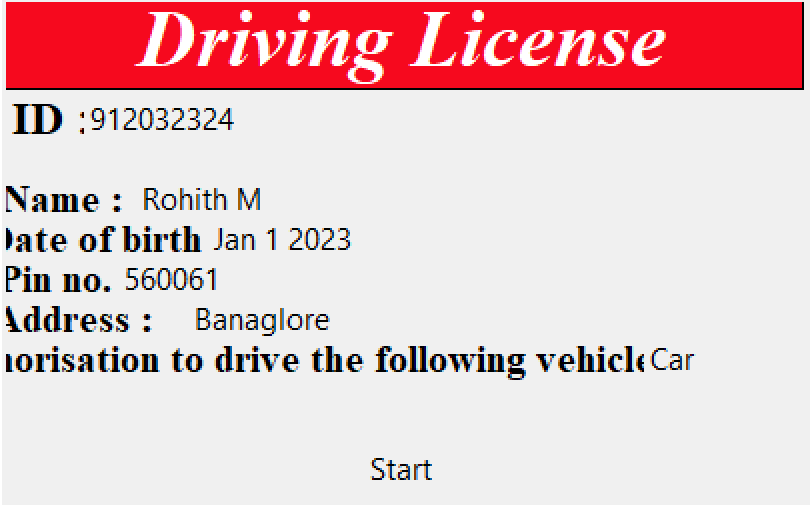 Driving License
ID : 912032324
Name : Rohith M
Date of birth Jan 1 2023
Pin no. 560061
Address : Banaglore
horisation to drive the following vehicle Car
Start